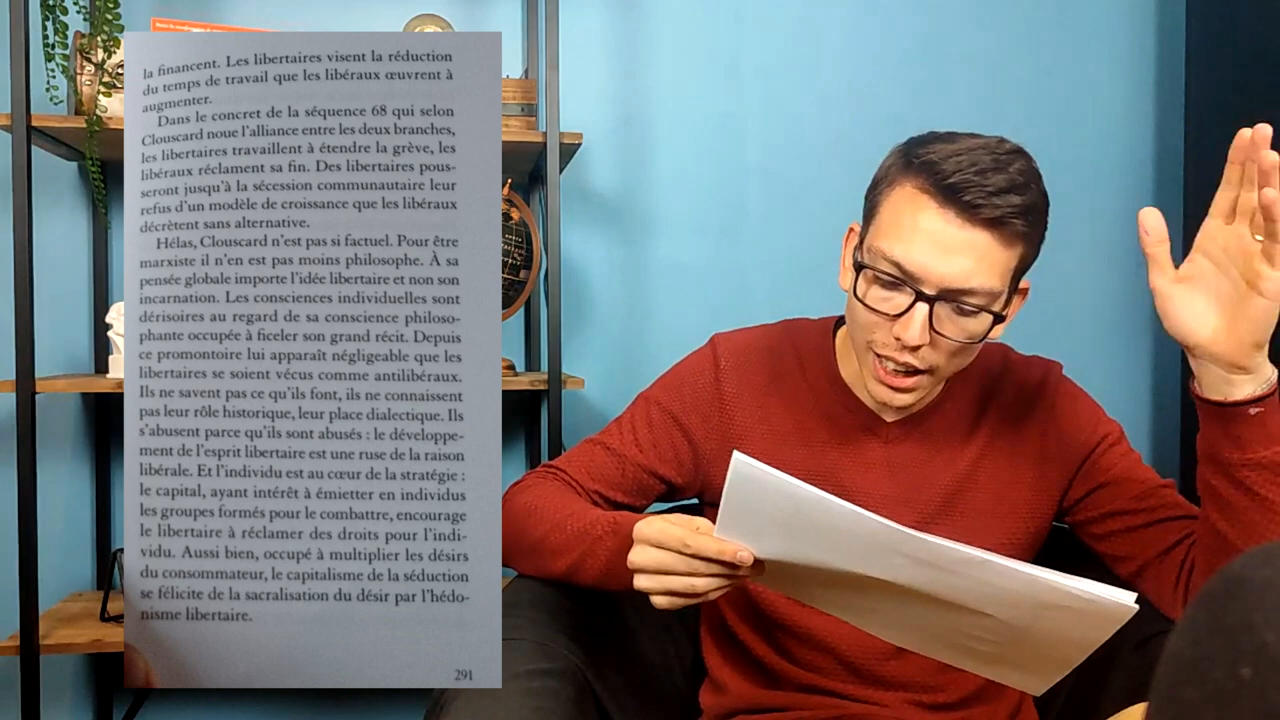 la financent. Les libertaires visent la réduction
du temps de travail que les libéraux œuvrent à
augmenter.
Dans le concret de la séquence 68 qui selon
Clouscard noue l'alliance entre les deux branches,
les libertaires travaillent à étendre la grève, les
libéraux réclament sa fin. Des libertaires pous-
seront jusqu'à la sécession communautaire leur
refus d'un modèle de croissance que les libéraux
décrètent sans alternative.
Hélas, Clouscard n'est pas si factuel. Pour être
marxiste il n'en est pas moins philosophe. À sa
pensée globale importe l'idée libertaire et non son
incarnation. Les consciences individuelles sont
dérisoires au regard de sa conscience philoso-
phante occupée à ficeler son grand récit. Depuis
ce promontoire lui apparaît négligeable que les
libertaires se soient vécus comme antilibéraux.
Ils ne savent pas ce qu'ils font, ils ne connaissent
pas leur rôle historique, leur place dialectique. Ils
s'abusent parce qu'ils sont abusés : le développe-
ment de l'esprit libertaire est une ruse de la raison
libérale. Et l'individu est au cœur de la stratégie :
le capital, ayant intérêt à émietter en individus
les groupes formés pour le combattre, encourage
le libertaire à réclamer des droits pour l'indi-
vidu. Aussi bien, occupé à multiplier les désirs
du consommateur, le capitalisme de la séduction
se félicite de la sacralisation du désir par l'hédo-
nisme libertaire.
291